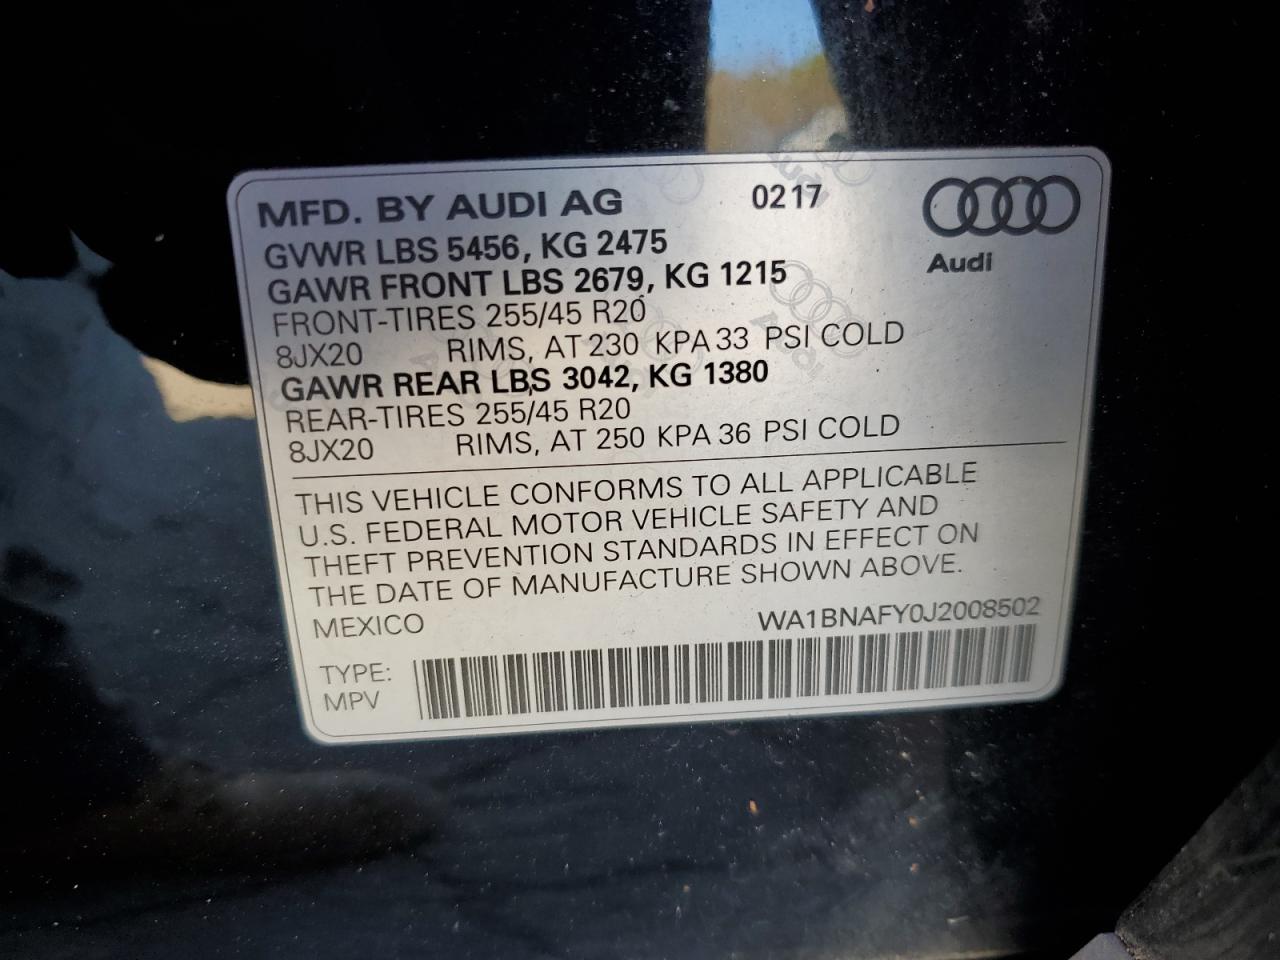 MFD. BY AUDI AG 0217
Audi
GVWR LBS 5456, KG 2475
GAWR FRONT LBS 2679, KG 1215
FRONT-TIRES 255/45 R20
8JX20 RIMS, AT 230 KPA 33 PSI COLD
GAWR REAR LBS 3042, KG 1380
REAR-TIRES 255/45 R20
8JX20 RIMS, AT 250 KPA 36 PSI COLD
THIS VEHICLE CONFORMS TO ALL APPLICABLE
U.S. FEDERAL MOTOR VEHICLE SAFETY AND
THEFT PREVENTION STANDARDS IN EFFECT ON
THE DATE OF MANUFACTURE SHOWN ABOVE.
MEXICO WA1BNAFY0J2008502
TYPE:
MPV